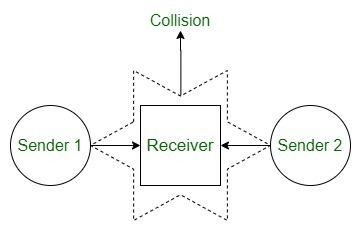 Collision
Sender 1
Receiver
Sender 2